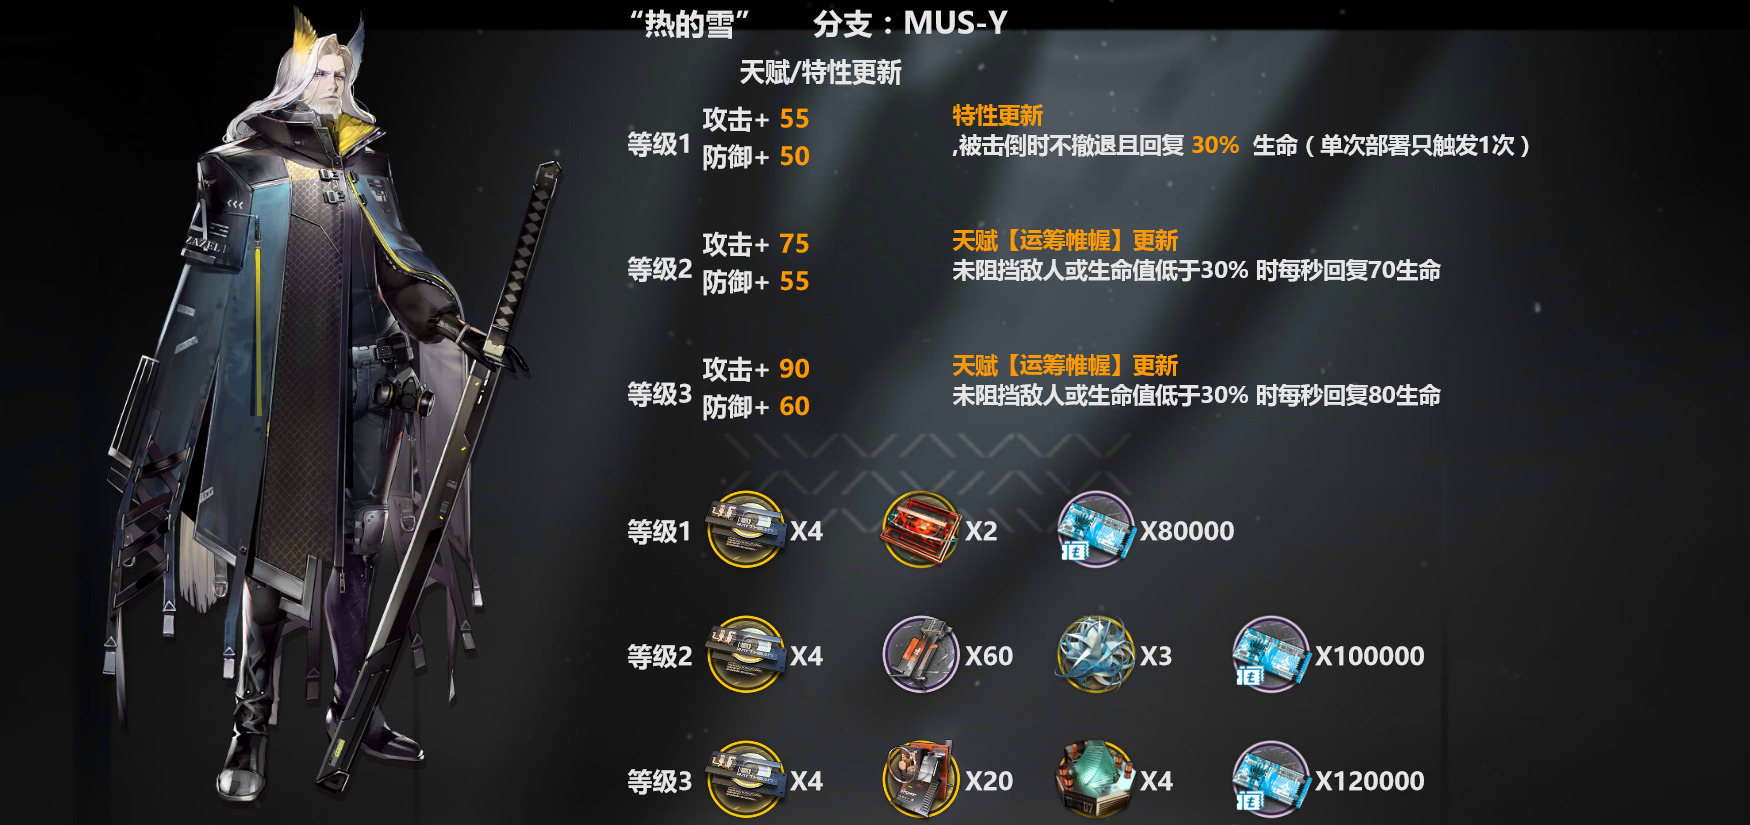 “热的雪” 分支：MUS-Y
天赋/特性更新
等级1
攻击+ 55
防御+ 50
特性更新
,被击倒时不撤退且回复 30% 生命（单次部署只触发1次）
等级2
攻击+ 75
防御+ 55
天赋【运筹帷幄】更新
未阻挡敌人或生命值低于30% 时每秒回复70生命
等级3
攻击+ 90
防御+ 60
天赋【运筹帷幄】更新
未阻挡敌人或生命值低于30% 时每秒回复80生命
等级1 X4 X2 X80000
等级2 X4 X60 X3 X100000
等级3 X4 X20 X4 X120000